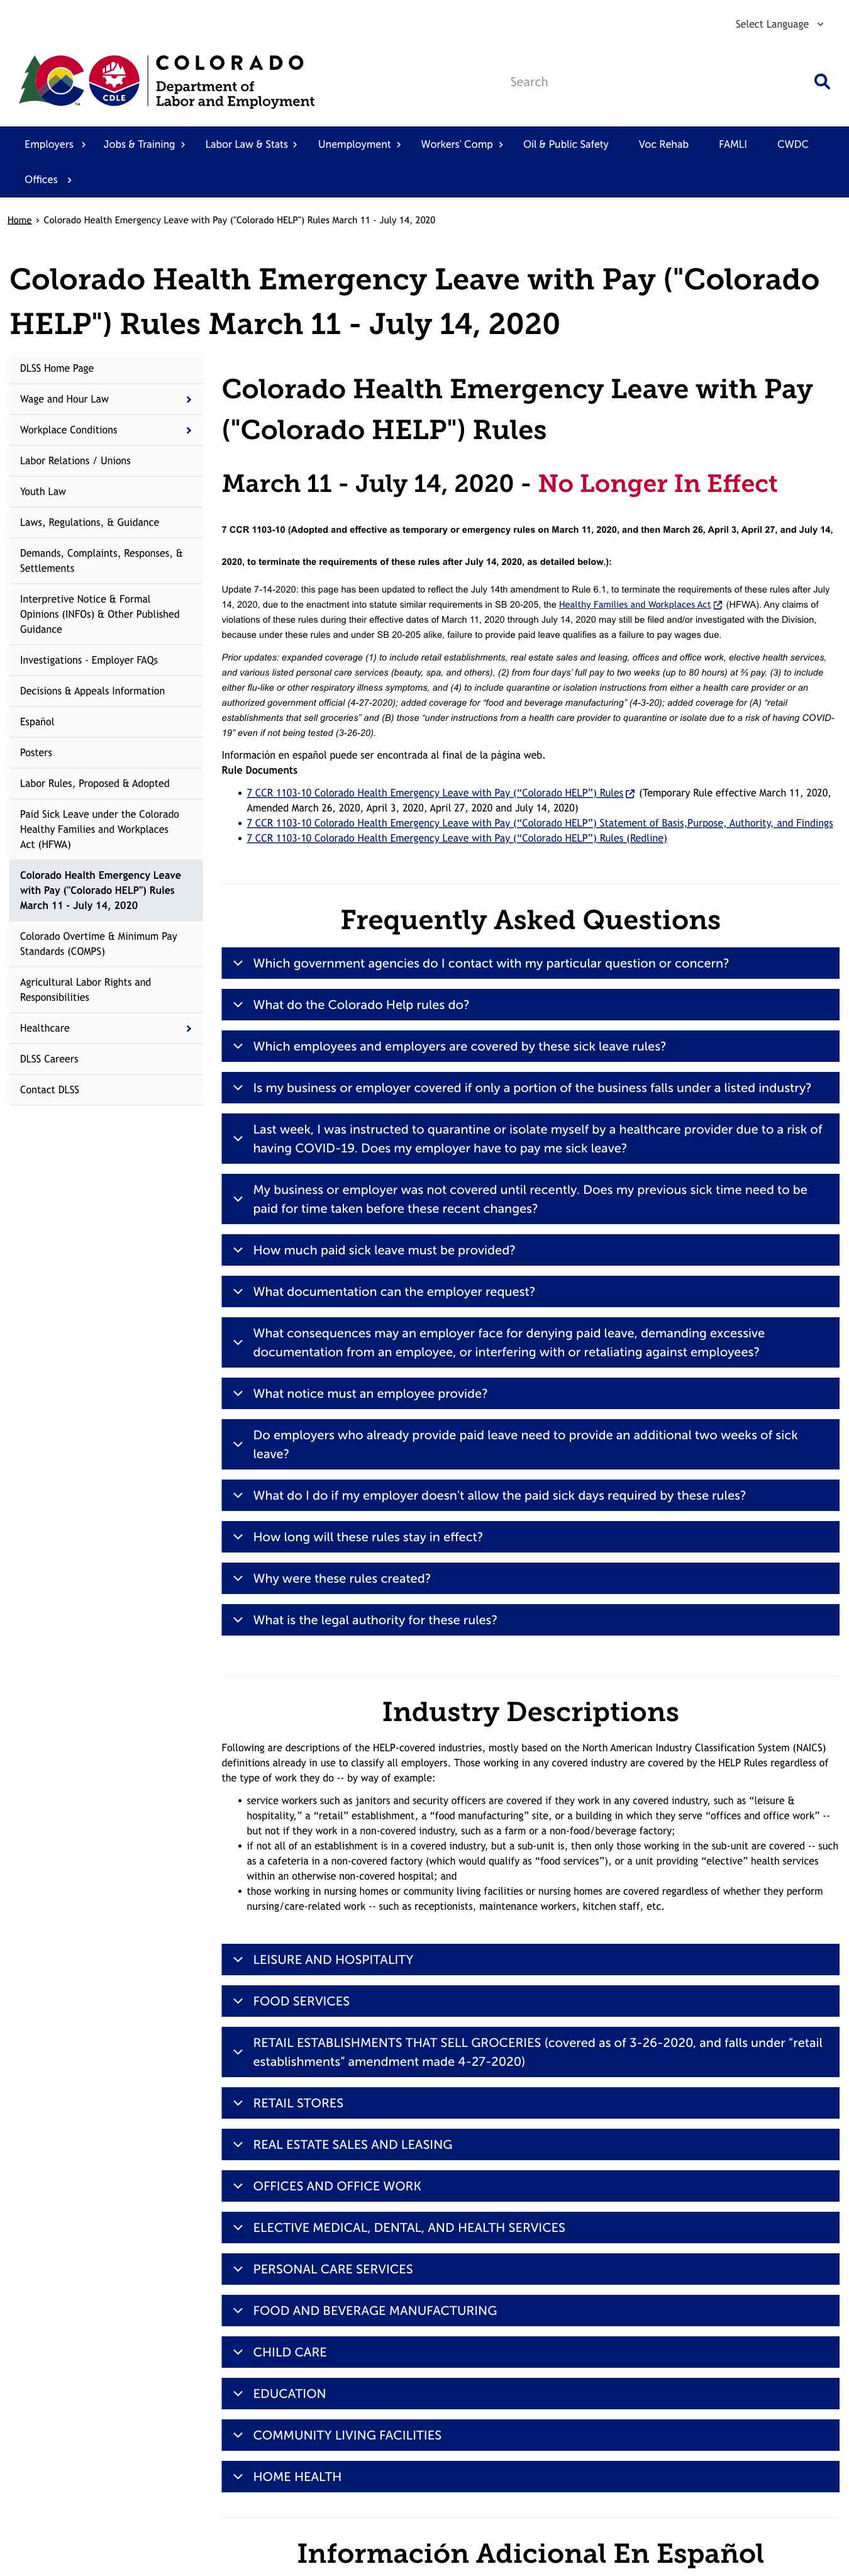 Select Language
COLORADO
Department of
Labor and Employment
CDLE
TM
Search
Employers
Jobs & Training
Labor Law & Stats
Unemployment
Workers' Comp
Oil & Public Safety
Voc Rehab
FAMLI
CWDC
Offices
Home › Colorado Health Emergency Leave with Pay ("Colorado HELP") Rules March 11 - July 14, 2020
Colorado Health Emergency Leave with Pay ("Colorado
HELP") Rules March 11 - July 14, 2020
DLSS Home Page
Wage and Hour Law
Workplace Conditions
Labor Relations / Unions
Youth Law
Laws, Regulations, & Guidance
Demands, Complaints, Responses, &
Settlements
Interpretive Notice & Formal
Opinions (INFOs) & Other Published
Guidance
Investigations - Employer FAQs
Decisions & Appeals Information
Español
Posters
Labor Rules, Proposed & Adopted
Paid Sick Leave under the Colorado
Healthy Families and Workplaces
Act (HFWA)
Colorado Health Emergency Leave
with Pay ("Colorado HELP") Rules
March 11 - July 14, 2020
Colorado Overtime & Minimum Pay
Standards (COMPS)
Agricultural Labor Rights and
Responsibilities
Healthcare
DLSS Careers
Contact DLSS
Colorado Health Emergency Leave with Pay
("Colorado HELP") Rules
March 11 - July 14, 2020 - No Longer In Effect
7 CCR 1103-10 (Adopted and effective as temporary or emergency rules on March 11, 2020, and then March 26, April 3, April 27, and July 14,
2020, to terminate the requirements of these rules after July 14, 2020, as detailed below.):
Update 7-14-2020: this page has been updated to reflect the July 14th amendment to Rule 6.1, to terminate the requirements of these rules after July
14, 2020, due to the enactment into statute similar requirements in SB 20-205, the Healthy Families and Workplaces Act (HFWA). Any claims of
violations of these rules during their effective dates of March 11, 2020 through July 14, 2020 may still be filed and/or investigated with the Division,
because under these rules and under SB 20-205 alike, failure to provide paid leave qualifies as a failure to pay wages due.
Prior updates: expanded coverage (1) to include retail establishments, real estate sales and leasing, offices and office work, elective health services,
and various listed personal care services (beauty, spa, and others), (2) from four days’ full pay to two weeks (up to 80 hours) at ⅔ pay, (3) to include
either flu-like or other respiratory illness symptoms, and (4) to include quarantine or isolation instructions from either a health care provider or an
authorized government official (4-27-2020); added coverage for “food and beverage manufacturing” (4-3-20); added coverage for (A) “retail
establishments that sell groceries” and (B) those “under instructions from a health care provider to quarantine or isolate due to a risk of having COVID-
19” even if not being tested (3-26-20).
Información en español puede ser encontrada al final de la página web.
Rule Documents
• 7 CCR 1103-10 Colorado Health Emergency Leave with Pay (“Colorado HELP”) Rules (Temporary Rule effective March 11, 2020,
Amended March 26, 2020, April 3, 2020, April 27, 2020 and July 14, 2020)
• 7 CCR 1103-10 Colorado Health Emergency Leave with Pay (“Colorado HELP”) Statement of Basis,Purpose, Authority, and Findings
• 7 CCR 1103-10 Colorado Health Emergency Leave with Pay (“Colorado HELP”) Rules (Redline)
Frequently Asked Questions
Which government agencies do I contact with my particular question or concern?
What do the Colorado Help rules do?
Which employees and employers are covered by these sick leave rules?
Is my business or employer covered if only a portion of the business falls under a listed industry?
Last week, I was instructed to quarantine or isolate myself by a healthcare provider due to a risk of
having COVID-19. Does my employer have to pay me sick leave?
My business or employer was not covered until recently. Does my previous sick time need to be
paid for time taken before these recent changes?
How much paid sick leave must be provided?
What documentation can the employer request?
What consequences may an employer face for denying paid leave, demanding excessive
documentation from an employee, or interfering with or retaliating against employees?
What notice must an employee provide?
Do employers who already provide paid leave need to provide an additional two weeks of sick
leave?
What do I do if my employer doesn't allow the paid sick days required by these rules?
How long will these rules stay in effect?
Why were these rules created?
What is the legal authority for these rules?
Industry Descriptions
Following are descriptions of the HELP-covered industries, mostly based on the North American Industry Classification System (NAICS)
definitions already in use to classify all employers. Those working in any covered industry are covered by the HELP Rules regardless of
the type of work they do -- by way of example:
• service workers such as janitors and security officers are covered if they work in any covered industry, such as “leisure &
hospitality,” a “retail” establishment, a “food manufacturing” site, or a building in which they serve “offices and office work” --
but not if they work in a non-covered industry, such as a farm or a non-food/beverage factory;
• if not all of an establishment is in a covered industry, but a sub-unit is, then only those working in the sub-unit are covered -- such
as a cafeteria in a non-covered factory (which would qualify as “food services”), or a unit providing “elective” health services
within an otherwise non-covered hospital; and
• those working in nursing homes or community living facilities or nursing homes are covered regardless of whether they perform
nursing/care-related work -- such as receptionists, maintenance workers, kitchen staff, etc.
LEISURE AND HOSPITALITY
FOOD SERVICES
RETAIL ESTABLISHMENTS THAT SELL GROCERIES (covered as of 3-26-2020, and falls under “retail
establishments” amendment made 4-27-2020)
RETAIL STORES
REAL ESTATE SALES AND LEASING
OFFICES AND OFFICE WORK
ELECTIVE MEDICAL, DENTAL, AND HEALTH SERVICES
PERSONAL CARE SERVICES
FOOD AND BEVERAGE MANUFACTURING
CHILD CARE
EDUCATION
COMMUNITY LIVING FACILITIES
HOME HEALTH
Información Adicional En Español